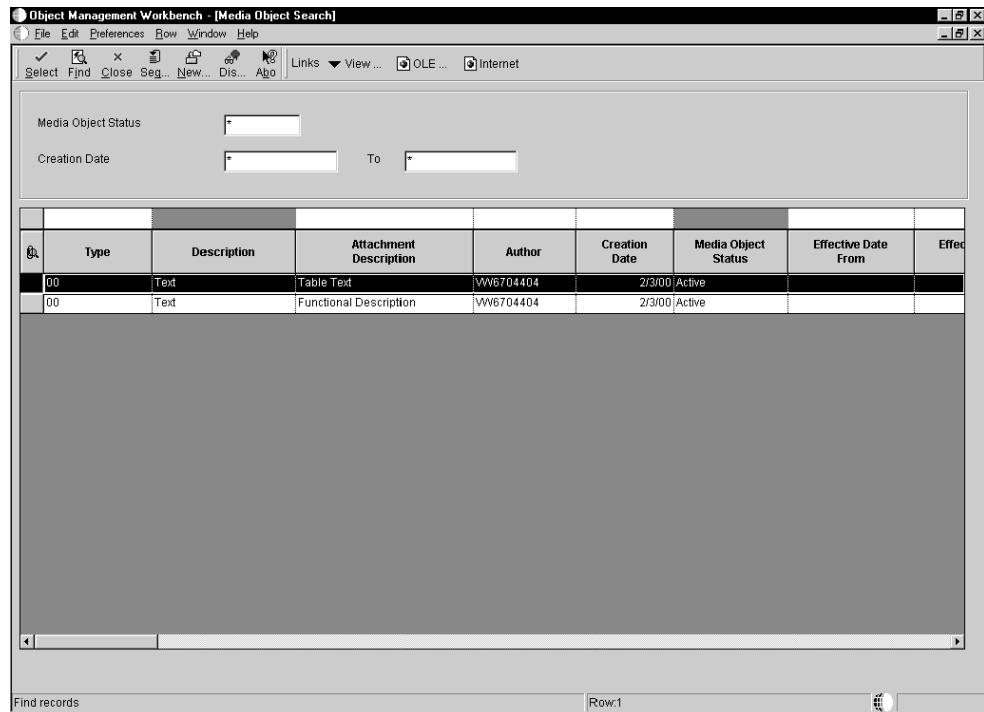 Object Management Workbench - [Media Object Search]
File Edit Preferences Row Window Help
Select Find Close Seq... New... Dis... Abo Links View ... OLE ... Internet
Media Object Status *
Creation Date * To *
Type Description Attachment Description Author Creation Date Media Object Status Effective Date From Effec
00 Text Table Text VW6704404 2/3/00 Active
00 Text Functional Description VW6704404 2/3/00 Active
Find records Row:1